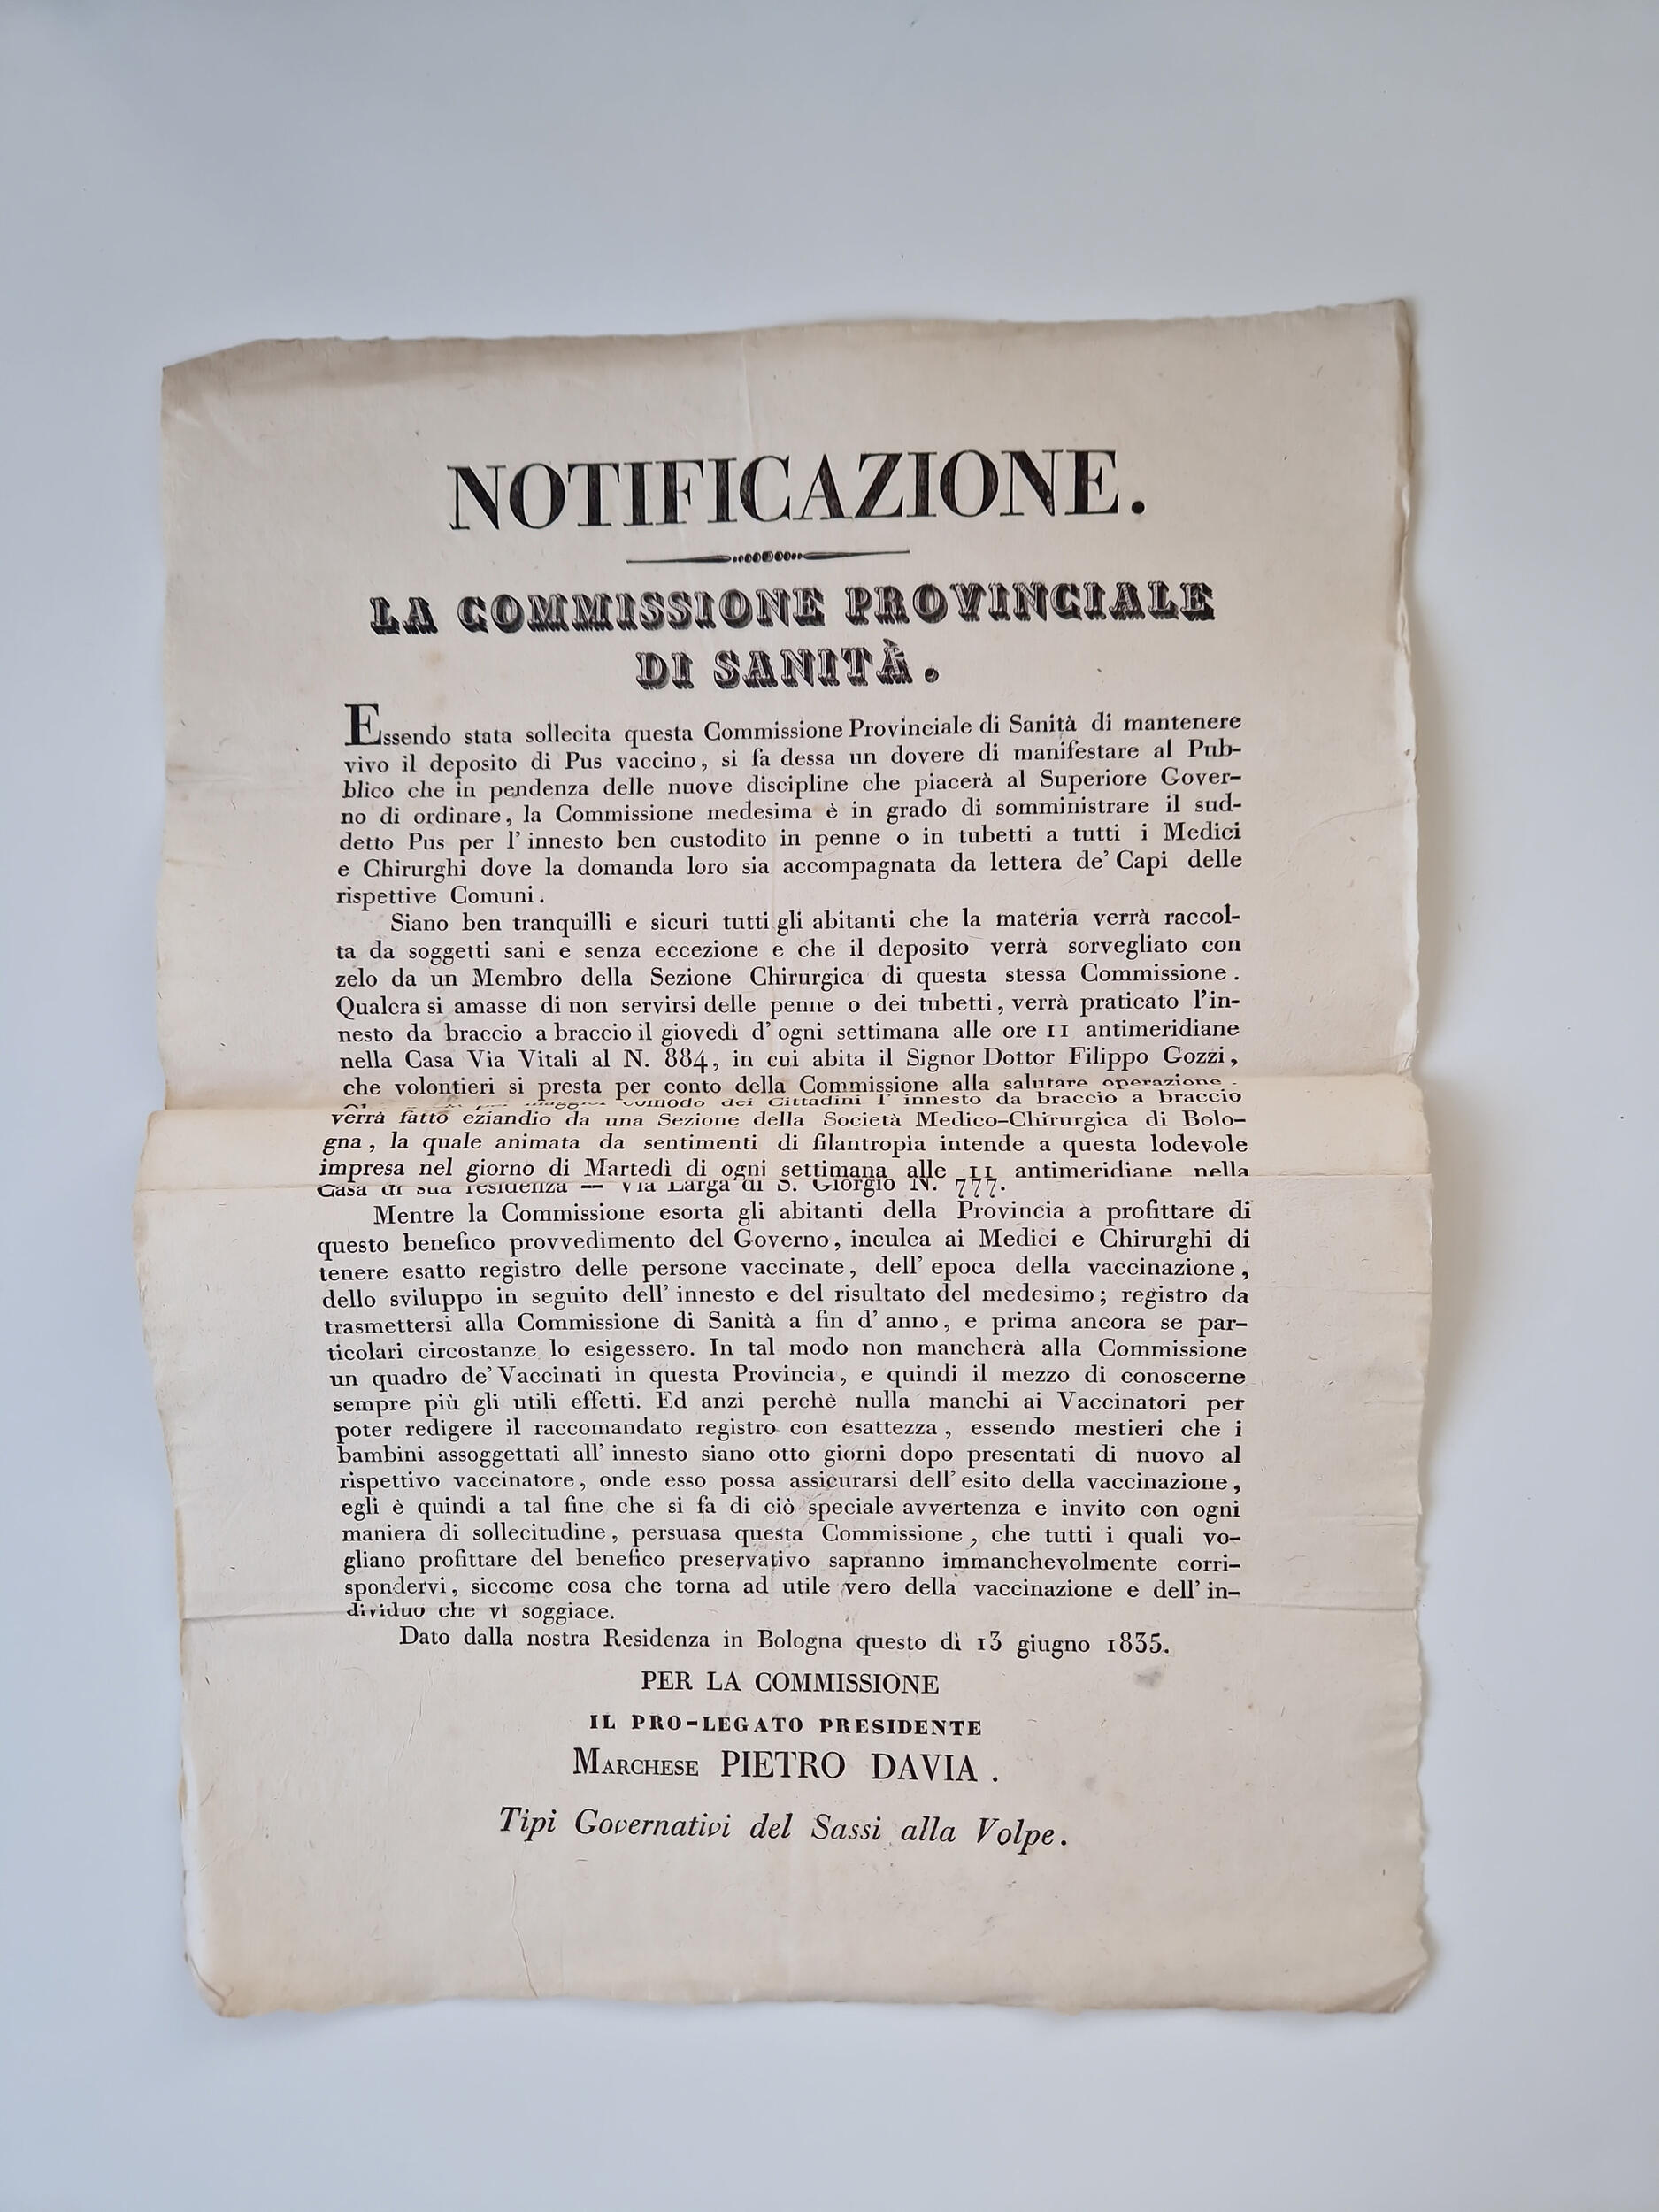 NOTIFICAZIONE.
LA COMMISSIONE PROVINCIALE
DI SANITÀ.
Essendo stata sollecita questa Commissione Provinciale di Sanità di mantenere
vivo il deposito di Pus vaccino, si fa dessa un dovere di manifestare al Pub-
blico che in pendenza delle nuove discipline che piacerà al Superiore Gover-
no di ordinare, la Commissione medesima è in grado di somministrare il sud-
detto Pus per l' innesto ben custodito in penne o in tubetti a tutti i Medici
e Chirurghi dove la domanda loro sia accompagnata da lettera de' Capi delle
rispettive Comuni.
Siano ben tranquilli e sicuri tutti gli abitanti che la materia verrà raccol-
ta da soggetti sani e senza eccezione e che il deposito verrà sorvegliato con
zelo da un Membro della Sezione Chirurgica di questa stessa Commissione.
Qualcra si amasse di non servirsi delle penne o dei tubetti, verrà praticato l'in-
nesto da braccio a braccio il giovedì d' ogni settimana alle ore 11 antimeridiane
nella Casa Via Vitali al N. 884, in cui abita il Signor Dottor Filippo Gozzi,
che volontieri si presta per conto della Commissione alla salutare operazione.
comodo dei Cittadini l' innesto da braccio a braccio
verrà fatto eziandio da una Sezione della Società Medico-Chirurgica di Bolo-
gna, la quale animata da sentimenti di filantropia intende a questa lodevole
impresa nel giorno di Martedì di ogni settimana alle 11 antimeridiane nella
Casa di sua residenza — Via Larga di S. Giorgio N. 777.
Mentre la Commissione esorta gli abitanti della Provincia a profittare di
questo benefico provvedimento del Governo, inculca ai Medici e Chirurghi di
tenere esatto registro delle persone vaccinate, dell' epoca della vaccinazione,
dello sviluppo in seguito dell' innesto e del risultato del medesimo; registro da
trasmettersi alla Commissione di Sanità a fin d' anno, e prima ancora se par-
ticolari circostanze lo esigessero. In tal modo non mancherà alla Commissione
un quadro de' Vaccinati in questa Provincia, e quindi il mezzo di conoscerne
sempre più gli utili effetti. Ed anzi perchè nulla manchi ai Vaccinatori per
poter redigere il raccomandato registro con esattezza, essendo mestieri che i
bambini assoggettati all' innesto siano otto giorni dopo presentati di nuovo al
rispettivo vaccinatore, onde esso possa assicurarsi dell' esito della vaccinazione,
egli è quindi a tal fine che si fa di ciò speciale avvertenza e invito con ogni
maniera di sollecitudine, persuasa questa Commissione, che tutti i quali vo-
gliano profittare del benefico preservativo sapranno immanchevolmente corri-
spondervi, siccome cosa che torna ad utile vero della vaccinazione e dell' in-
dividuo che vi soggiace.
Dato dalla nostra Residenza in Bologna questo dì 13 giugno 1835.
PER LA COMMISSIONE
IL PRO-LEGATO PRESIDENTE
MARCHESE PIETRO DAVIA.
Tipi Governativi del Sassi alla Volpe.